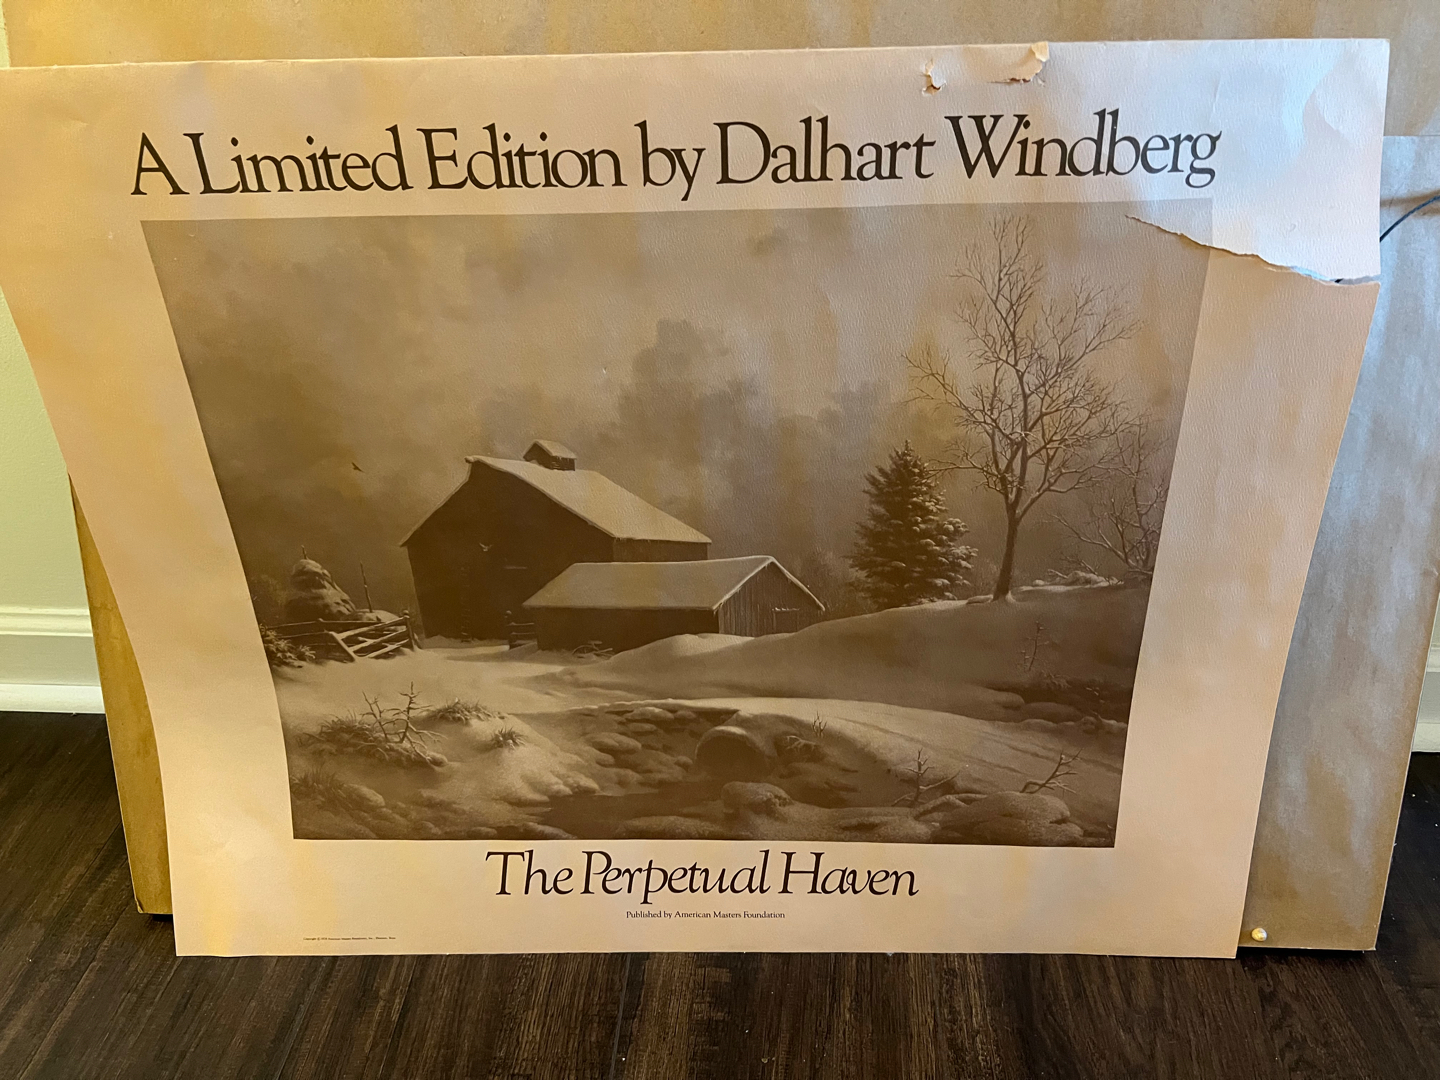 A Limited Edition by Dalhart Windberg
The Perpetual Haven
Published by American Masters Foundation